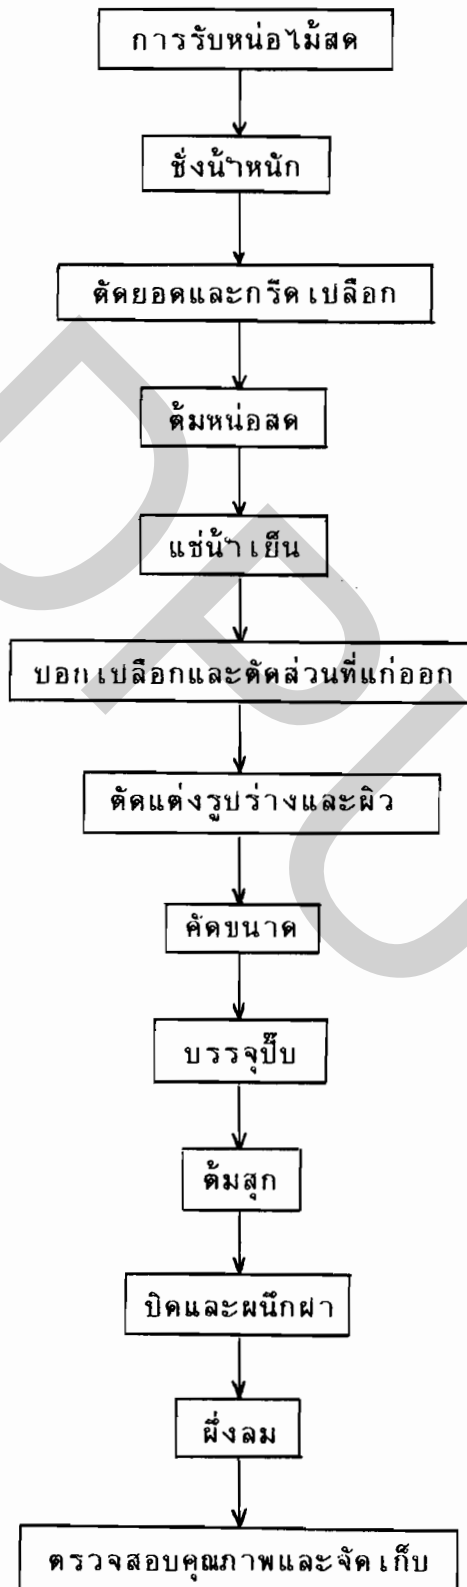 การรับหน่อไม้สด
ชั่งน้ำหนัก
ตัดยอดและกรีดเปลือก
ต้มหน่อสด
แช่น้ำเย็น
ปอกเปลือกและตัดส่วนที่แก่ออก
ตัดแต่งรูปร่างและผิว
คัดขนาด
บรรจุปี๊บ
ต้มสุก
ปิดและผนึกฝา
ผึ่งลม
ตรวจสอบคุณภาพและจัดเก็บ
DPU